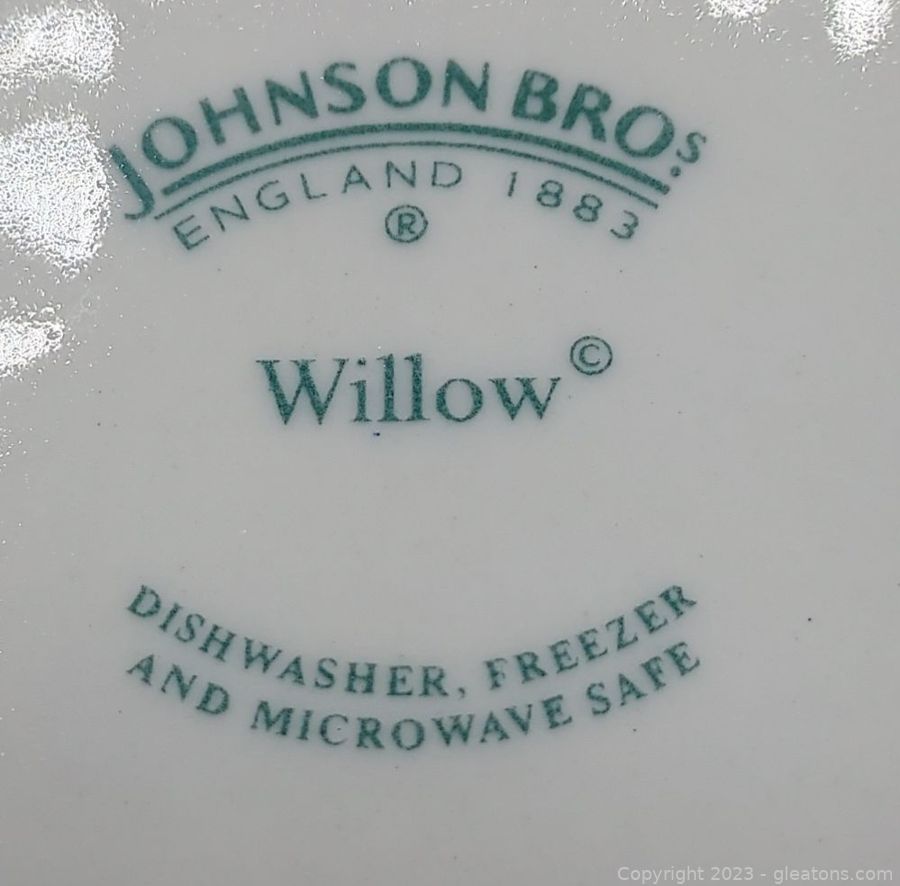 JOHNSON BROS.
ENGLAND 1883
®
Willow©
DISHWASHER, FREEZER
AND MICROWAVE SAFE
Copyright 2023 - gleatons.com